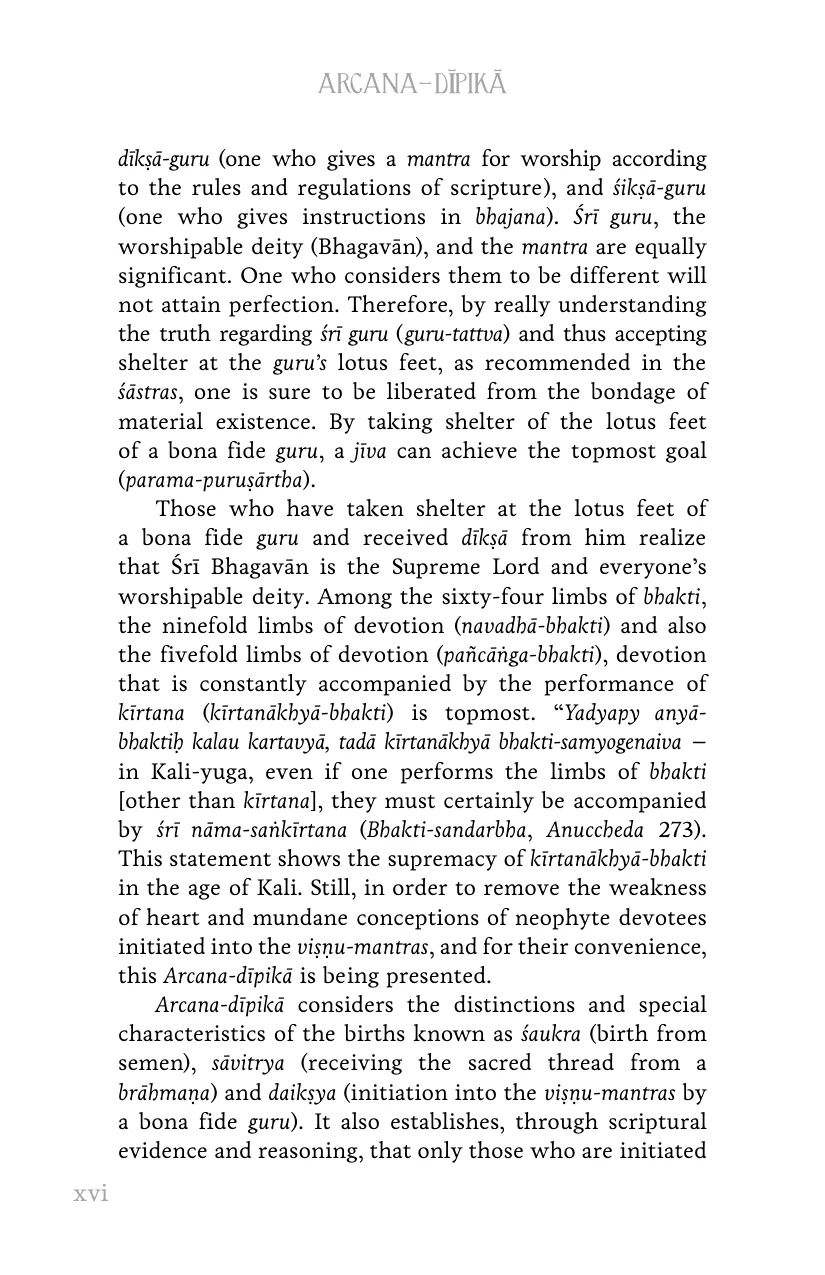 ARCANA–DĪPIKĀ
dīkṣā-guru (one who gives a mantra for worship according
to the rules and regulations of scripture), and śikṣā-guru
(one who gives instructions in bhajana). Śrī guru, the
worshipable deity (Bhagavān), and the mantra are equally
significant. One who considers them to be different will
not attain perfection. Therefore, by really understanding
the truth regarding śrī guru (guru-tattva) and thus accepting
shelter at the guru’s lotus feet, as recommended in the
śāstras, one is sure to be liberated from the bondage of
material existence. By taking shelter of the lotus feet
of a bona fide guru, a jīva can achieve the topmost goal
(parama-puruṣārtha).
Those who have taken shelter at the lotus feet of
a bona fide guru and received dīkṣā from him realize
that Śrī Bhagavān is the Supreme Lord and everyone’s
worshipable deity. Among the sixty-four limbs of bhakti,
the ninefold limbs of devotion (navadhā-bhakti) and also
the fivefold limbs of devotion (pañcāṅga-bhakti), devotion
that is constantly accompanied by the performance of
kīrtana (kīrtanākhyā-bhakti) is topmost. “Yadyapy anyā-
bhaktiḥ kalau kartavyā, tadā kīrtanākhyā bhakti-samyogenaiva –
in Kali-yuga, even if one performs the limbs of bhakti
[other than kīrtana], they must certainly be accompanied
by śrī nāma-saṅkīrtana (Bhakti-sandarbha, Anuccheda 273).
This statement shows the supremacy of kīrtanākhyā-bhakti
in the age of Kali. Still, in order to remove the weakness
of heart and mundane conceptions of neophyte devotees
initiated into the viṣṇu-mantras, and for their convenience,
this Arcana-dīpikā is being presented.
Arcana-dīpikā considers the distinctions and special
characteristics of the births known as śaukra (birth from
semen), sāvitrya (receiving the sacred thread from a
brāhmaṇa) and daikṣya (initiation into the viṣṇu-mantras by
a bona fide guru). It also establishes, through scriptural
evidence and reasoning, that only those who are initiated
xvi